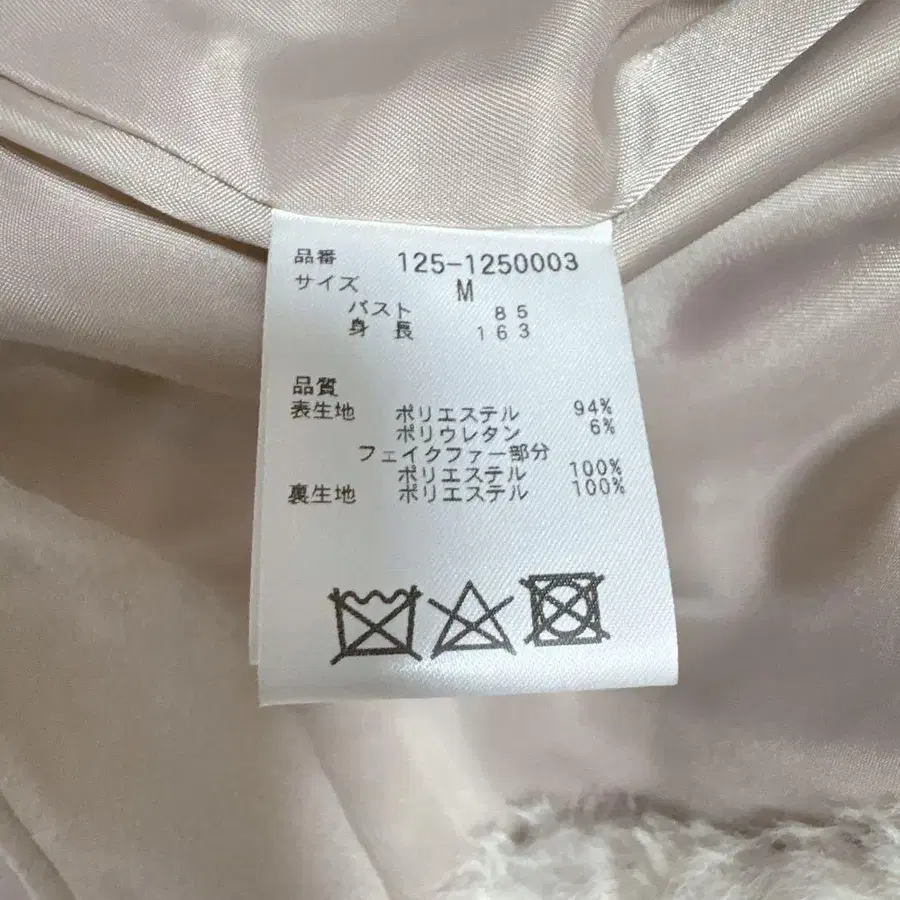 品番 125-1250003
サイズ M
バスト 85
身長 163
品質
表生地 ポリエステル 94%
ポリウレタン 6%
フェイクファー部分
ポリエステル 100%
裏生地 ポリエステル 100%